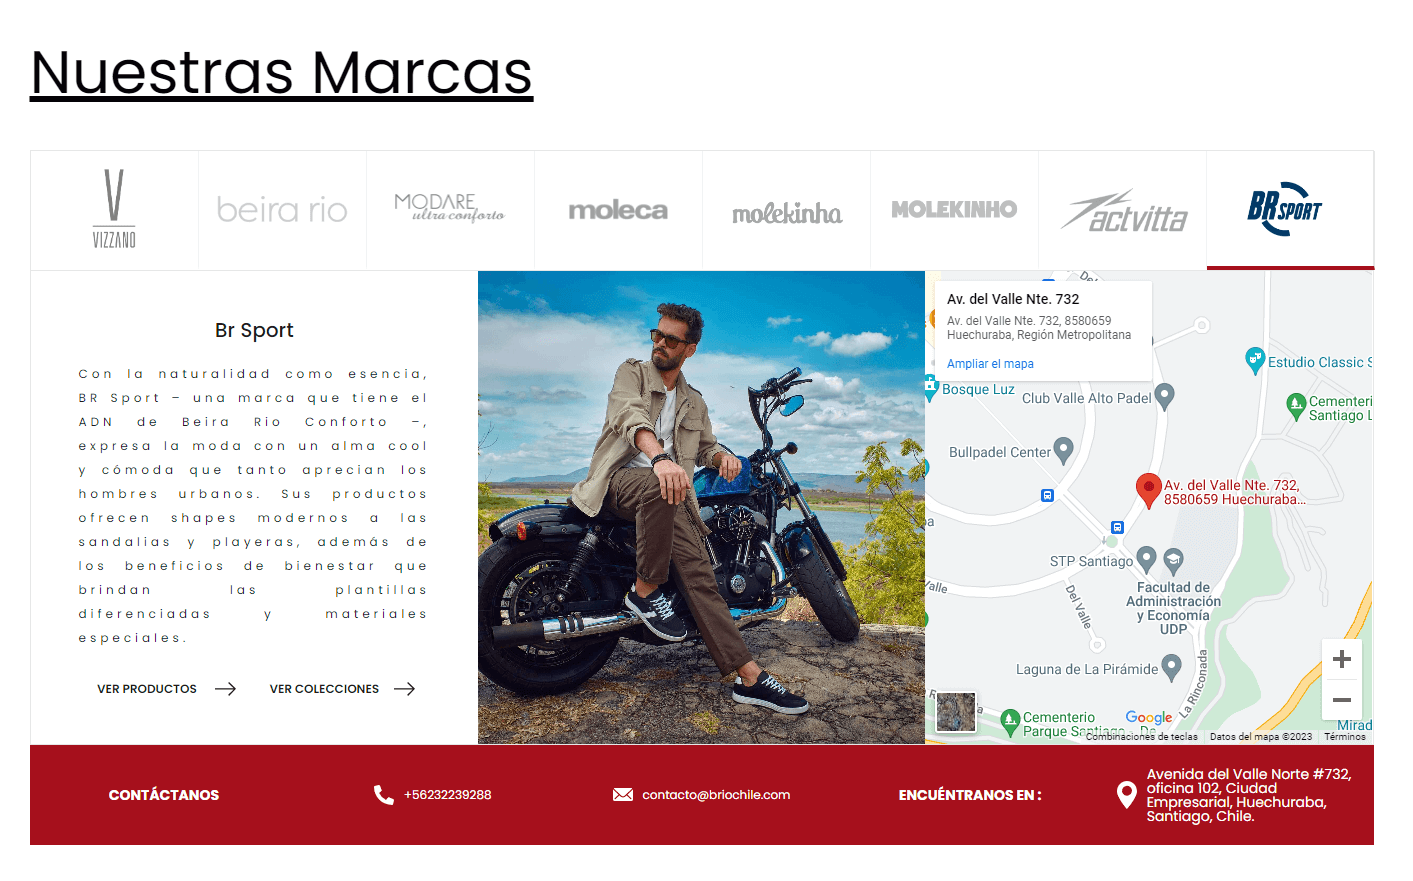 Nuestras Marcas
V
VIZZANO
beira rio
MODARE
ultraconforto
moleca
molekinha
MOLEKINHO
actvitta
BR SPORT
Br Sport
Con la naturalidad como esencia,
BR Sport – una marca que tiene el
ADN de Beira Rio Conforto –,
expresa la moda con un alma cool
y cómoda que tanto aprecian los
hombres urbanos. Sus productos
ofrecen shapes modernos a las
sandalias y playeras, además de
los beneficios de bienestar que
brindan las plantillas
diferenciadas y materiales
especiales.
VER PRODUCTOS
VER COLECCIONES
Av. del Valle Nte. 732
Av. del Valle Nte. 732, 8580659
Huechuraba, Región Metropolitana
Ampliar el mapa
Estudio Classic S
Bosque Luz
Club Valle Alto Padel
Cementeri
Santiago L
Bullpadel Center
Av. del Valle Nte. 732,
8580659 Huechuraba...
STP Santiago
Facultad de
Administración
y Economía
UDP
Valle
Del Valle
Laguna de La Pirámide
La Rinconada
Cementerio
Parque Santiago - De
Google
Mirad
Combinaciones de teclas
Datos del mapa ©2023
Términos
CONTÁCTANOS
+56232239288
contacto@briochile.com
ENCUÉNTRANOS EN :
Avenida del Valle Norte #732,
oficina 102, Ciudad
Empresarial, Huechuraba,
Santiago, Chile.